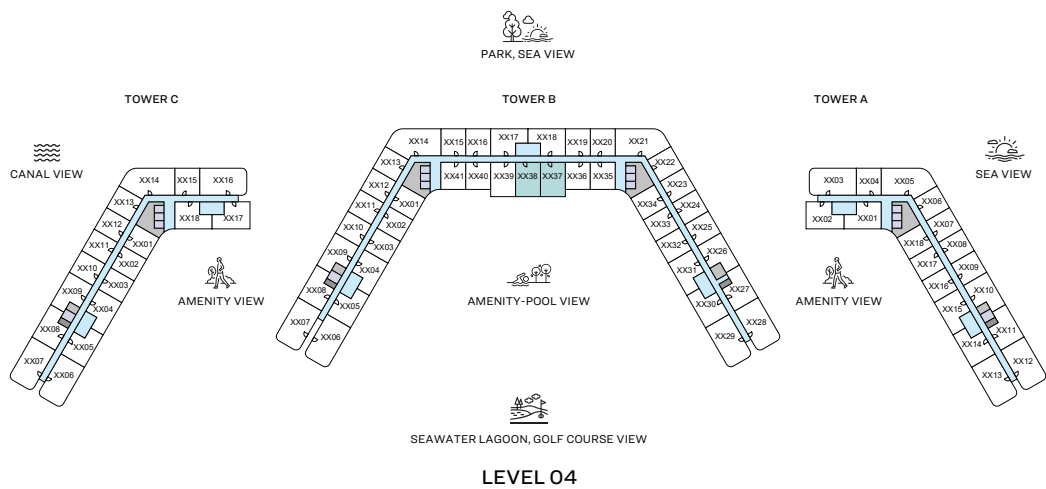 PARK, SEA VIEW
TOWER C
TOWER B
TOWER A
CANAL VIEW
SEA VIEW
XX14 XX15 XX16
XX13 XX18 XX17
XX12 XX01
XX11 XX02
XX10 XX03
XX09 XX04
XX08 XX05
XX07 XX06
XX14 XX15 XX16 XX17 XX18 XX19 XX20 XX21
XX13 XX41 XX40 XX39 XX38 XX37 XX36 XX35 XX22
XX12 XX01 XX34 XX23
XX11 XX02 XX33 XX24
XX10 XX03 XX32 XX25
XX09 XX04 XX31 XX26
XX08 XX05 XX30 XX27
XX07 XX06 XX29 XX28
XX03 XX04 XX05
XX02 XX01 XX06
XX18 XX07
XX17 XX08
XX16 XX09
XX15 XX10
XX14 XX11
XX13 XX12
AMENITY VIEW
AMENITY-POOL VIEW
AMENITY VIEW
SEAWATER LAGOON, GOLF COURSE VIEW
LEVEL 04